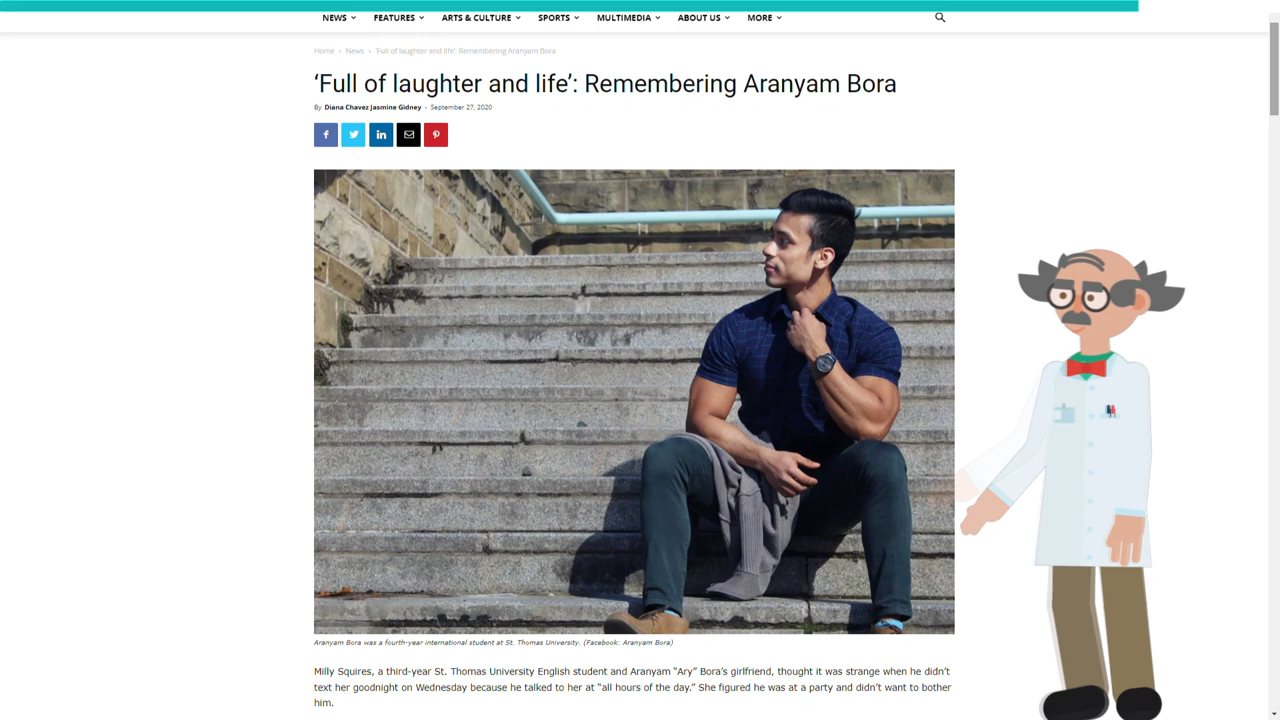 NEWS FEATURES ARTS & CULTURE SPORTS MULTIMEDIA ABOUT US MORE
Home › News › ‘Full of laughter and life’: Remembering Aranyam Bora
‘Full of laughter and life’: Remembering Aranyam Bora
By Diana Chavez Jasmine Gidney - September 27, 2020
Aranyam Bora was a fourth-year international student at St. Thomas University. (Facebook: Aranyam Bora)
Milly Squires, a third-year St. Thomas University English student and Aranyam “Ary” Bora’s girlfriend, thought it was strange when he didn’t
text her goodnight on Wednesday because he talked to her at “all hours of the day.” She figured he was at a party and didn’t want to bother
him.